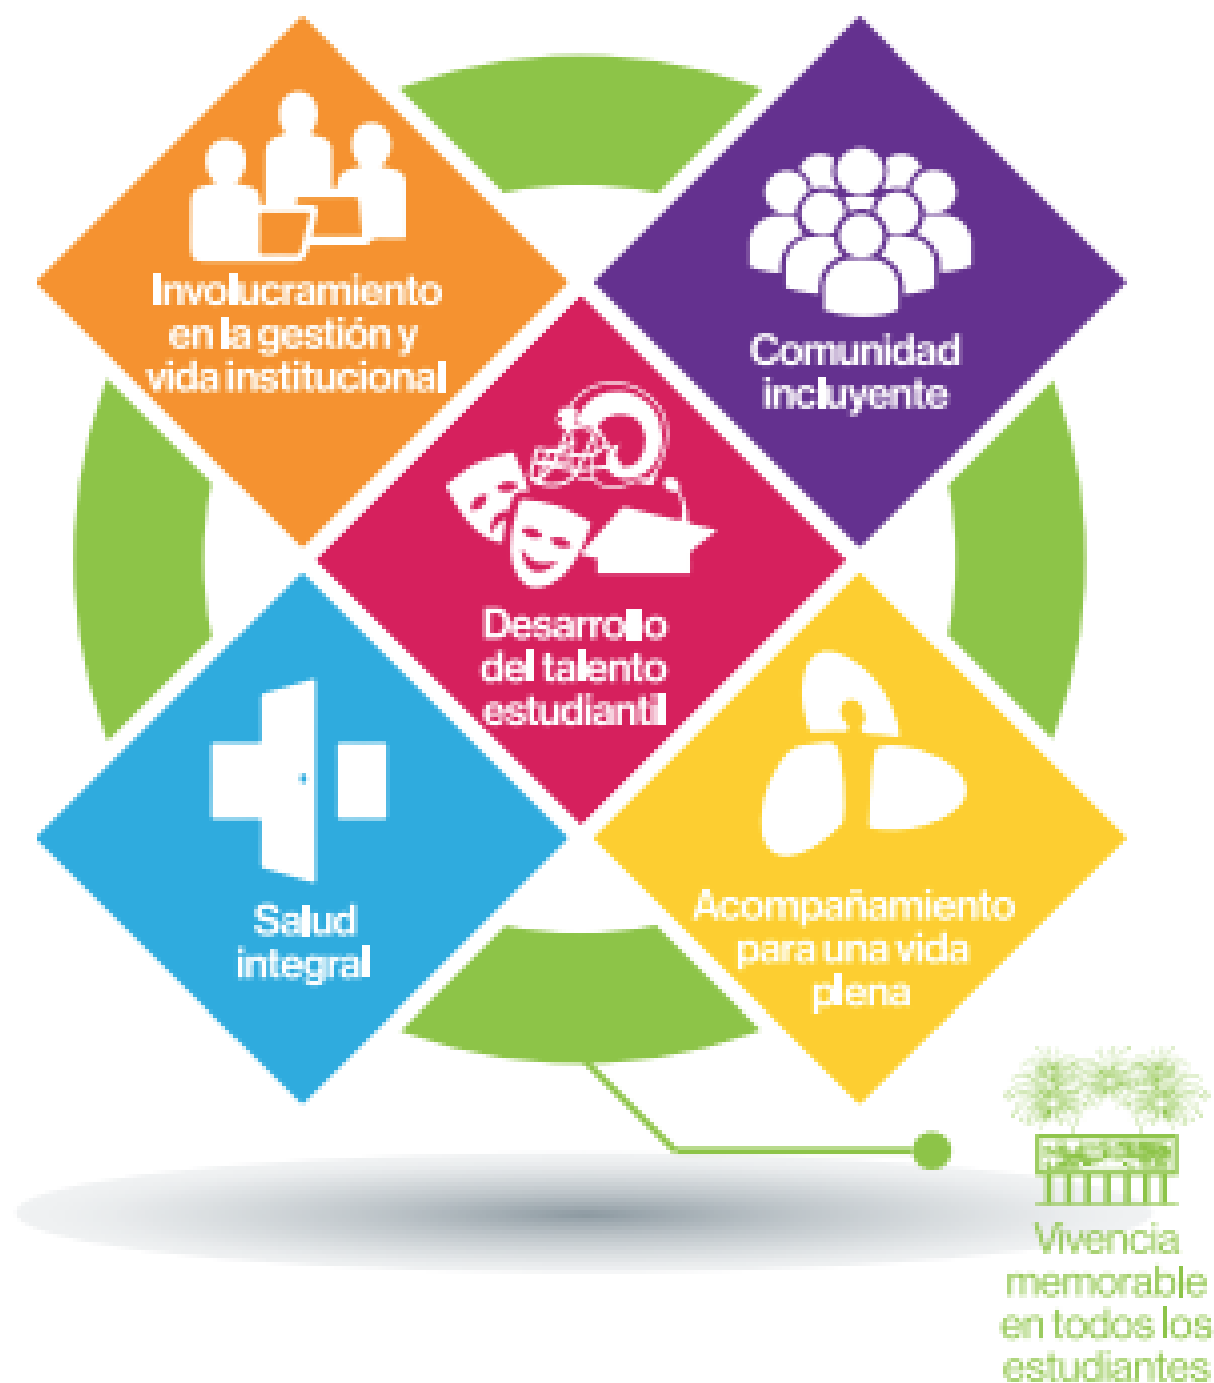 Involucramiento
en la gestión y
vida institucional
Comunidad
incluyente
Desarrollo
del talento
estudiantil
Salud
integral
Acompañamiento
para una vida
plena
Vivencia
memorable
en todos los
estudiantes